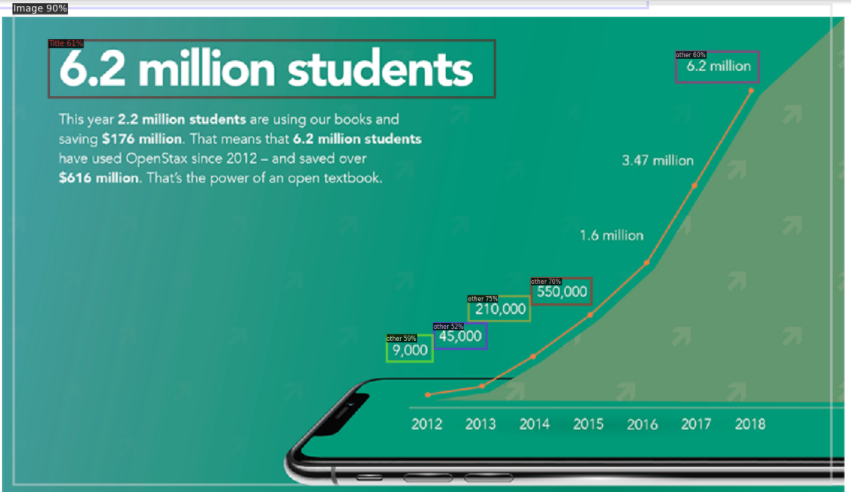 Image 90%
Title 61%
6.2 million students
This year 2.2 million students are using our books and
saving $176 million. That means that 6.2 million students
have used OpenStax since 2012 – and saved over
$616 million. That's the power of an open textbook.
other 60%
6.2 million
3.47 million
1.6 million
other 70%
550,000
other 75%
210,000
other 52%
45,000
other 59%
9,000
2012 2013 2014 2015 2016 2017 2018